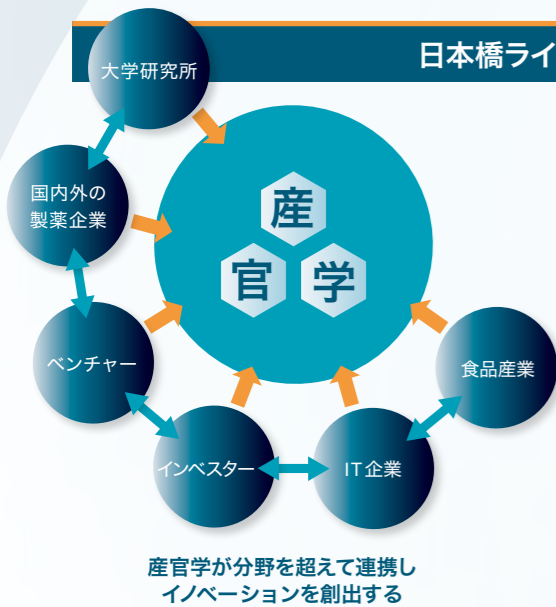 日本橋ライ
大学研究所
国内外の
製薬企業
産
官 学
ベンチャー
食品産業
インベスター
IT企業
産官学が分野を超えて連携し
イノベーションを創出する